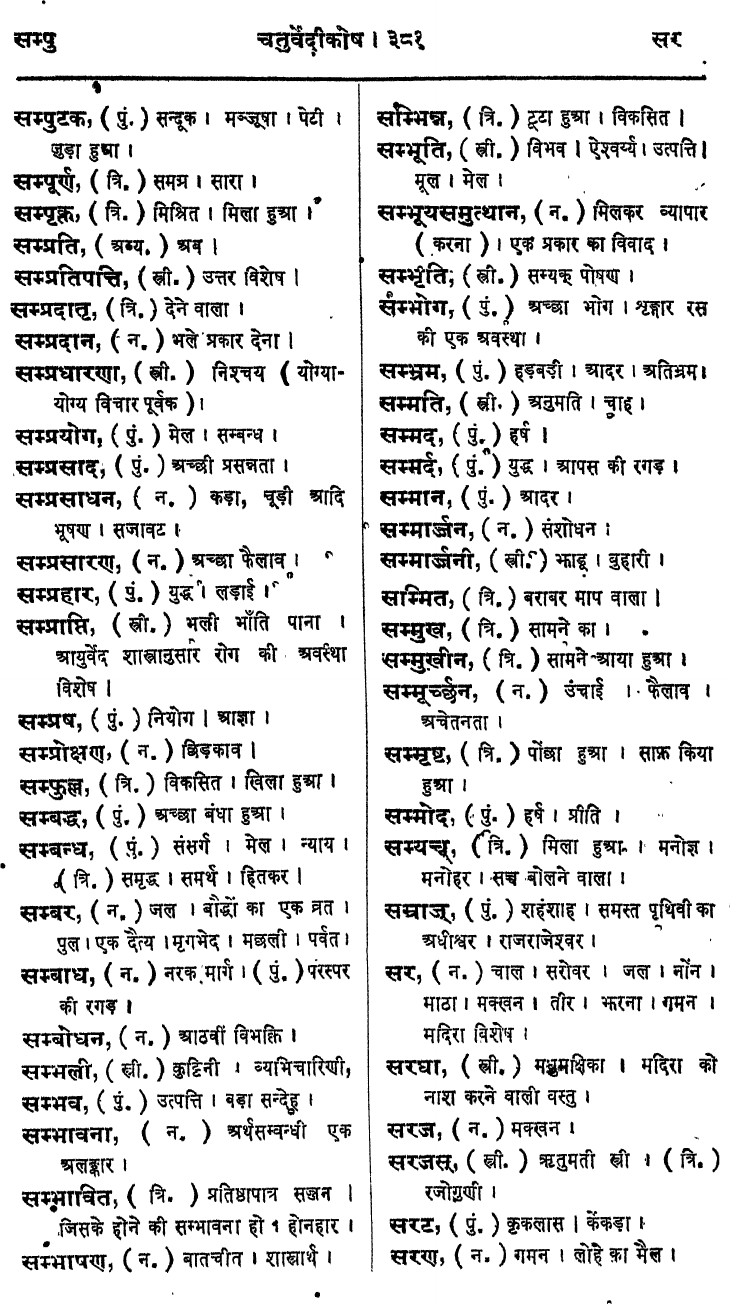 सम्पु
चतुर्वेदीकोष। ३८१
सर
सम्पुटक, ( पुं. ) सन्दूक । मञ्जूषा । पेटी ।
जुड़ा हुआ ।
सम्पूर्ण, ( त्रि. ) समग्र । सारा ।
सम्पृक्त, ( त्रि. ) मिश्रित । मिला हुआ ।
सम्प्रति, ( अव्य. ) अब ।
सम्प्रतिपत्ति, ( स्त्री. ) उत्तर विशेष ।
सम्प्रदातृ, ( त्रि. ) देने वाला ।
सम्प्रदान, ( न. ) भले प्रकार देना ।
सम्प्रधारणा, ( स्त्री. ) निश्चय ( योग्या-
योग्य विचार पूर्वक )।
सम्प्रयोग, ( पुं. ) मेल । सम्बन्ध ।
सम्प्रसाद, ( पुं. ) अच्छी प्रसन्नता ।
सम्प्रसाधन, ( न. ) कड़ा, चूड़ी आदि
भूषण । सजावट ।
सम्प्रसारण, ( न. ) अच्छा फैलाव ।
सम्प्रहार, ( पुं. ) युद्ध । लड़ाई ।
सम्प्राप्ति, ( स्त्री. ) भली भाँति पाना ।
आयुर्वेद शास्त्रानुसार रोग की अवस्था
विशेष ।
सम्प्रष, ( पुं. ) नियोग । आज्ञा ।
सम्प्रोक्षण, ( न. ) छिड़काव ।
सम्फुल्ल, ( त्रि. ) विकसित । खिला हुआ ।
सम्बद्ध, ( पुं. ) अच्छा बंधा हुआ ।
सम्बन्ध, ( पुं. ) संसर्ग । मेल । न्याय ।
( त्रि. ) समृद्ध । समर्थ । हितकर ।
सम्बर, ( न. ) जल । बौद्धों का एक व्रत ।
पुल । एक दैत्य । मृगभेद । मछली । पर्वत।
सम्बाध, ( न. ) नरक मार्ग । ( पुं. ) परस्पर
की रगड़ ।
सम्बोधन, ( न. ) आठवीं विभक्ति ।
सम्भली, ( स्त्री. ) कुट्टिनी । व्यभिचारिणी,
सम्भव, ( पुं. ) उत्पत्ति । बड़ा सन्देह ।
सम्भावना, ( न. ) अर्थसम्बन्धी एक
अलङ्कार ।
सम्भावित, ( त्रि. ) प्रतिष्ठापात्र सज्जन ।
जिसके होने की सम्भावना हो । होनहार ।
सम्भाषण, ( न. ) बातचीत । शास्त्रार्थ ।
सम्भिन्न, ( त्रि. ) टूटा हुआ । विकसित ।
सम्भूति, ( स्त्री. ) विभव । ऐश्वर्य्य। उत्पत्ति।
मूल । मेल ।
सम्भूयसमुत्थान, ( न. ) मिलकर व्यापार
( करना ) । एक प्रकार का विवाद ।
सम्भृति, ( स्त्री. ) सम्यक् पोषण ।
संम्भोग, ( पुं. ) अच्छा भोग । शृङ्गार रस
की एक अवस्था ।
सम्भ्रम, ( पुं. ) हड़बड़ी । आदर । अतिभ्रम।
सम्मति, ( स्त्री. ) अनुमति । चाह ।
सम्मद, ( पुं. ) हर्ष ।
सम्मर्द, ( पुं. ) युद्ध । आपस की रगड़ ।
सम्मान, ( पुं. ) आदर ।
सम्मार्ज्जन, ( न. ) संशोधन ।
सम्मार्ज्जनी, ( स्त्री. ) झाडू । बुहारी ।
सम्मित, ( त्रि. ) बराबर माप वाला ।
सम्मुख, ( त्रि. ) सामने का ।
सम्मुखीन, ( त्रि. ) सामने आया हुआ ।
सम्मूर्च्छन, ( न. ) उंचाई । फैलाव ।
अचेतनता ।
सम्मृष्ट, ( त्रि. ) पोंछा हुआ । साफ़ किया
हुआ ।
सम्मोद, ( पुं. ) हर्ष । प्रीति ।
सम्यच्, ( त्रि. ) मिला हुआ । मनोज्ञ ।
मनोहर । सच बोलने वाला ।
सम्राज्, ( पुं. ) शहंशाह । समस्त पृथिवी का
अधीश्वर । राजराजेश्वर ।
सर, ( न. ) चाल । सरोवर । जल । नोंन ।
माठा । मक्खन । तीर । झरना । गमन ।
मदिरा विशेष ।
सरघा, ( स्त्री. ) मधुमक्षिका । मदिरा को
नाश करने वाली वस्तु ।
सरज, ( न. ) मक्खन ।
सरजस्, ( स्त्री. ) ऋतुमती स्त्री । ( त्रि. )
रजोगुणी ।
सरट, ( पुं. ) कृकलास । केंकड़ा ।
सरण, ( न. ) गमन । लोहे का मैल ।